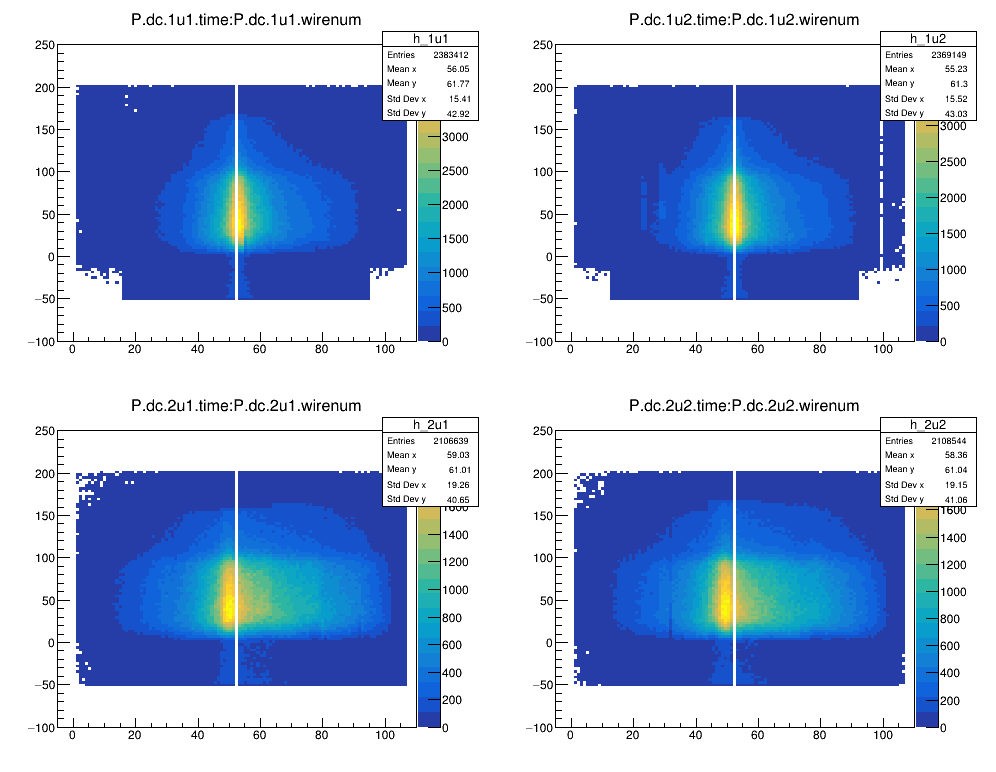 P.dc.1u1.time:P.dc.1u1.wirenum
h_1u1
Entries 2383412
Mean x 56.05
Mean y 61.77
Std Dev x 15.41
Std Dev y 42.92
250
200
150
100
50
0
−50
−100
0 20 40 60 80 100
3000
2500
2000
1500
1000
500
0
P.dc.1u2.time:P.dc.1u2.wirenum
h_1u2
Entries 2369149
Mean x 55.23
Mean y 61.3
Std Dev x 15.52
Std Dev y 43.03
250
200
150
100
50
0
−50
−100
0 20 40 60 80 100
3000
2500
2000
1500
1000
500
0
P.dc.2u1.time:P.dc.2u1.wirenum
h_2u1
Entries 2106639
Mean x 59.03
Mean y 61.01
Std Dev x 19.26
Std Dev y 40.65
250
200
150
100
50
0
−50
−100
0 20 40 60 80 100
1600
1400
1200
1000
800
600
400
200
0
P.dc.2u2.time:P.dc.2u2.wirenum
h_2u2
Entries 2108544
Mean x 58.36
Mean y 61.04
Std Dev x 19.15
Std Dev y 41.06
250
200
150
100
50
0
−50
−100
0 20 40 60 80 100
1600
1400
1200
1000
800
600
400
200
0